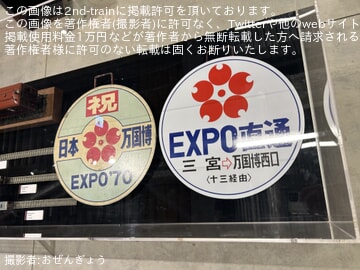 この画像は2nd-trainに掲載許可を頂いております。
この画像を著作権者(撮影者)に許可なく、Twitterや他のwebサイト
掲載使用料金1万円などが著作者から無断転載した方へ請求される
著作権者様に許可のない転載は固くお断りいたします。
祝
日本 万国博
EXPO'70
EXPO直通
三宮⇨万国博西口
(十三経由)
撮影者:おぜんぎょう